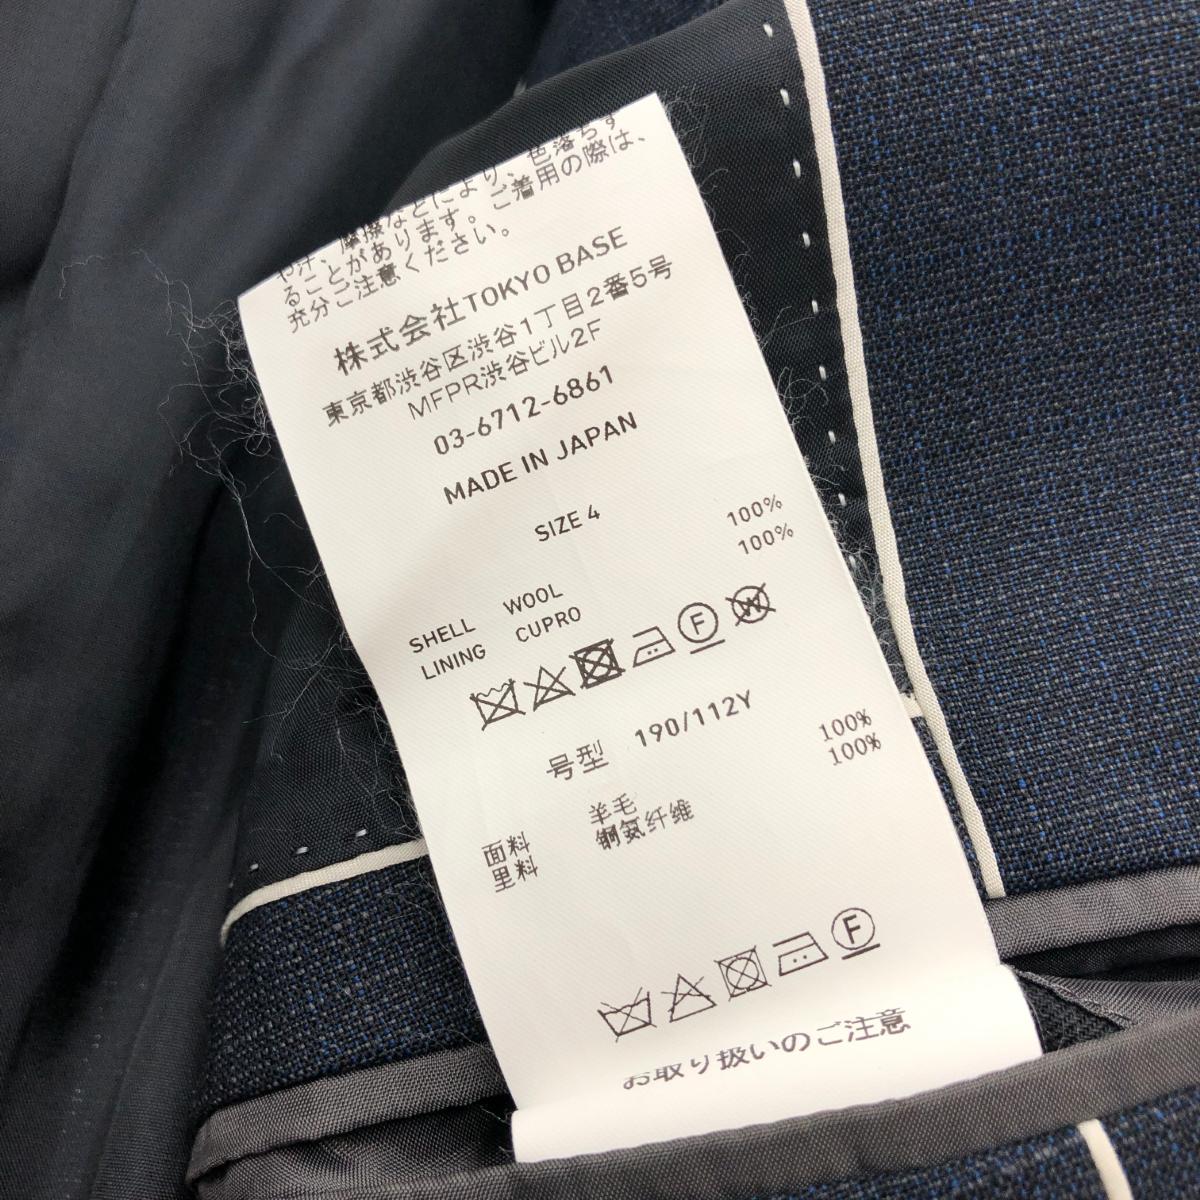 や汗、摩擦などにより、色落ちす
ることがあります。ご着用の際は、
充分ご注意ください。
株式会社TOKYO BASE
東京都渋谷区渋谷1丁目2番5号
MFPR渋谷ビル2F
03-6712-6861
MADE IN JAPAN
SIZE 4
SHELL WOOL 100%
LINING CUPRO 100%
F W
号型 190/112Y
面料 羊毛 100%
里料 铜氨纤维 100%
F
お取り扱いのご注意